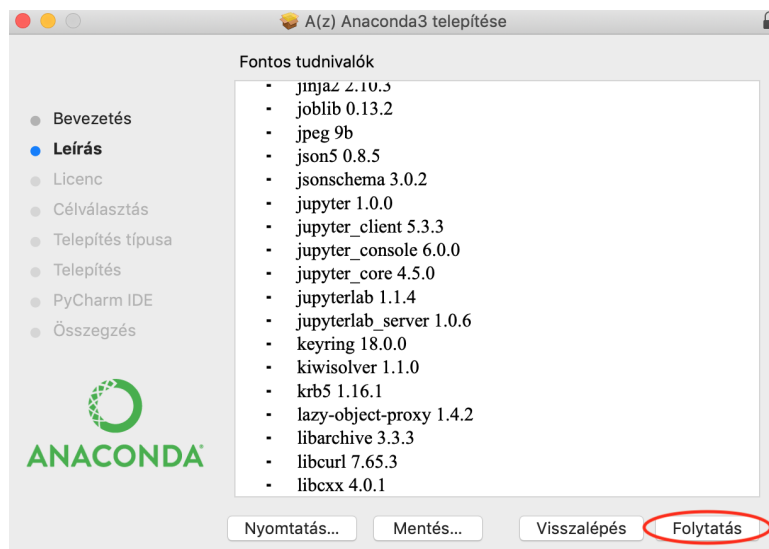 A(z) Anaconda3 telepítése
Fontos tudnivalók
Bevezetés
Leírás
Licenc
Célválasztás
Telepítés típusa
Telepítés
PyCharm IDE
Összegzés
ANACONDA
- jinja2 2.10.3
- joblib 0.13.2
- jpeg 9b
- json5 0.8.5
- jsonschema 3.0.2
- jupyter 1.0.0
- jupyter_client 5.3.3
- jupyter_console 6.0.0
- jupyter_core 4.5.0
- jupyterlab 1.1.4
- jupyterlab_server 1.0.6
- keyring 18.0.0
- kiwisolver 1.1.0
- krb5 1.16.1
- lazy-object-proxy 1.4.2
- libarchive 3.3.3
- libcurl 7.65.3
- libcxx 4.0.1
Nyomtatás... Mentés... Visszalépés Folytatás